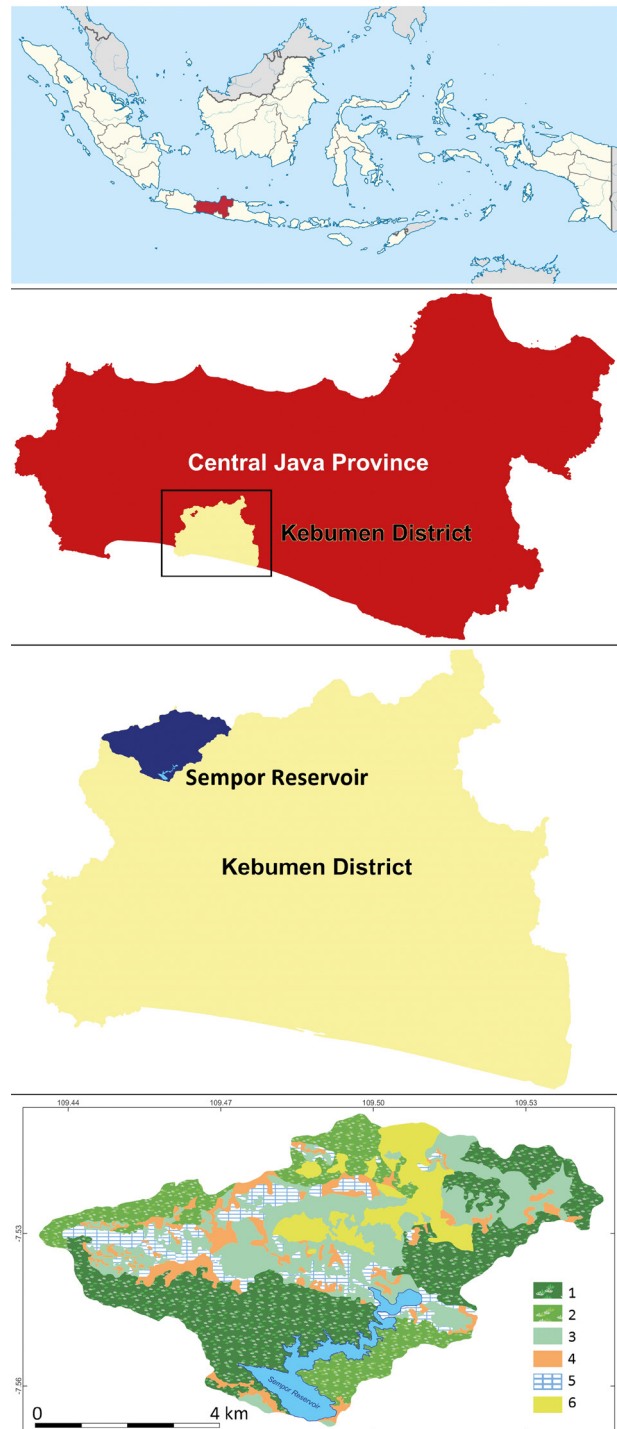 Central Java Province
Kebumen District
Sempor Reservoir
Kebumen District
109.44 109.47 109.50 109.53
-7.53
-7.56
1
2
3
4
5
6
Sempor Reservoir
0 4 km